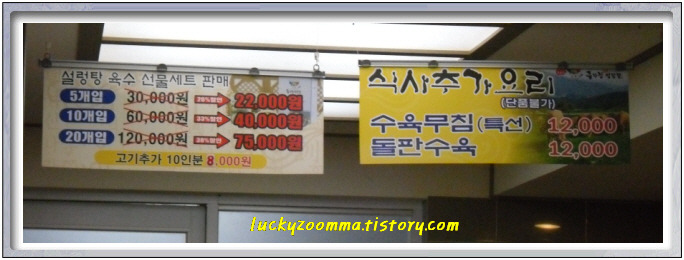 설렁탕 육수 선물세트 판매
5개입 30,000원 22,000원
10개입 60,000원 33%할인 40,000원
20개입 120,000원 75,000원
고기추가 10인분 8,000원
식사추가요리
(단품불가)
수육무침(특선) 12,000
돌판수육 12,000
luckyzoomma.tistory.com